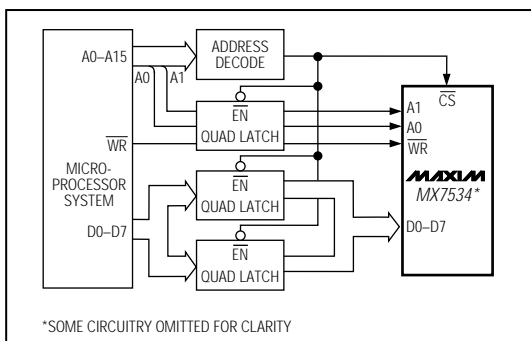 A0–A15
A0
A1
ADDRESS
DECODE
CS
EN
QUAD LATCH
A1
A0
WR
WR
MICRO-
PROCESSOR
SYSTEM
MAXIM
MX7534*
EN
QUAD LATCH
D0–D7
D0–D7
EN
QUAD LATCH
*SOME CIRCUITRY OMITTED FOR CLARITY